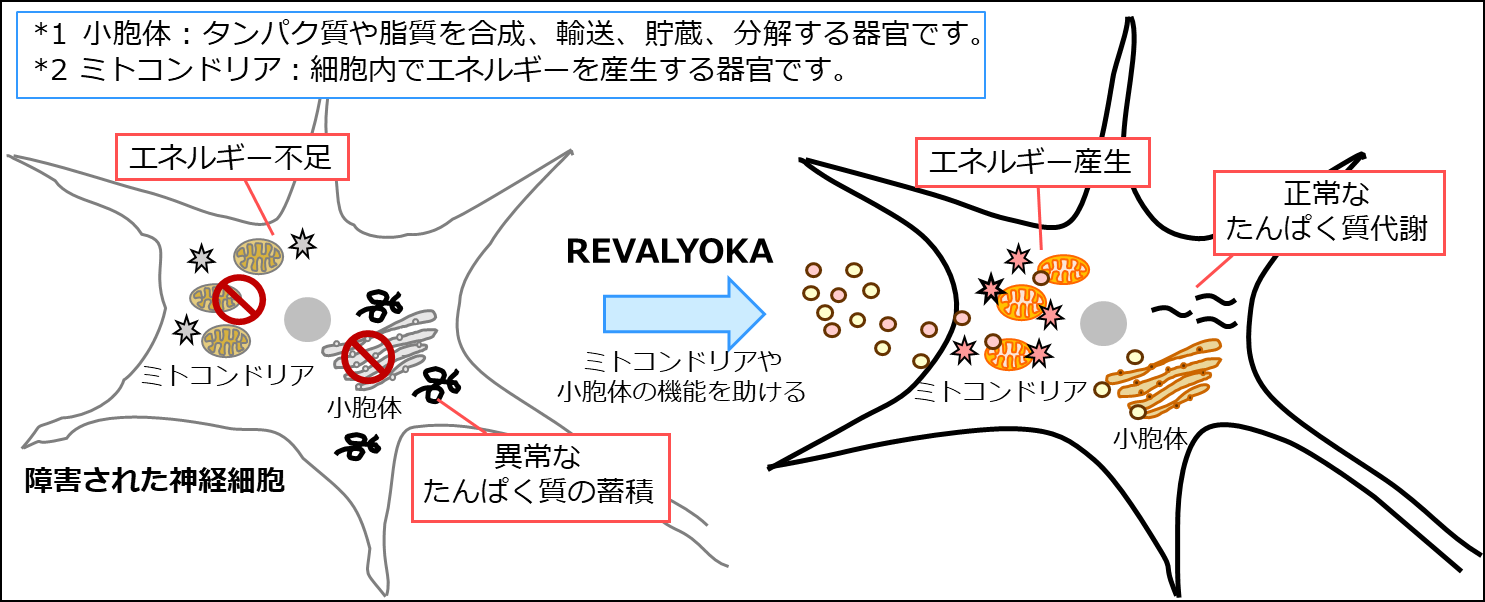 *1 小胞体：タンパク質や脂質を合成、輸送、貯蔵、分解する器官です。
*2 ミトコンドリア：細胞内でエネルギーを産生する器官です。
エネルギー不足
ミトコンドリア
小胞体
異常な
たんぱく質の蓄積
障害された神経細胞
REVALYOKA
ミトコンドリアや
小胞体の機能を助ける
エネルギー産生
正常な
たんぱく質代謝
ミトコンドリア
小胞体